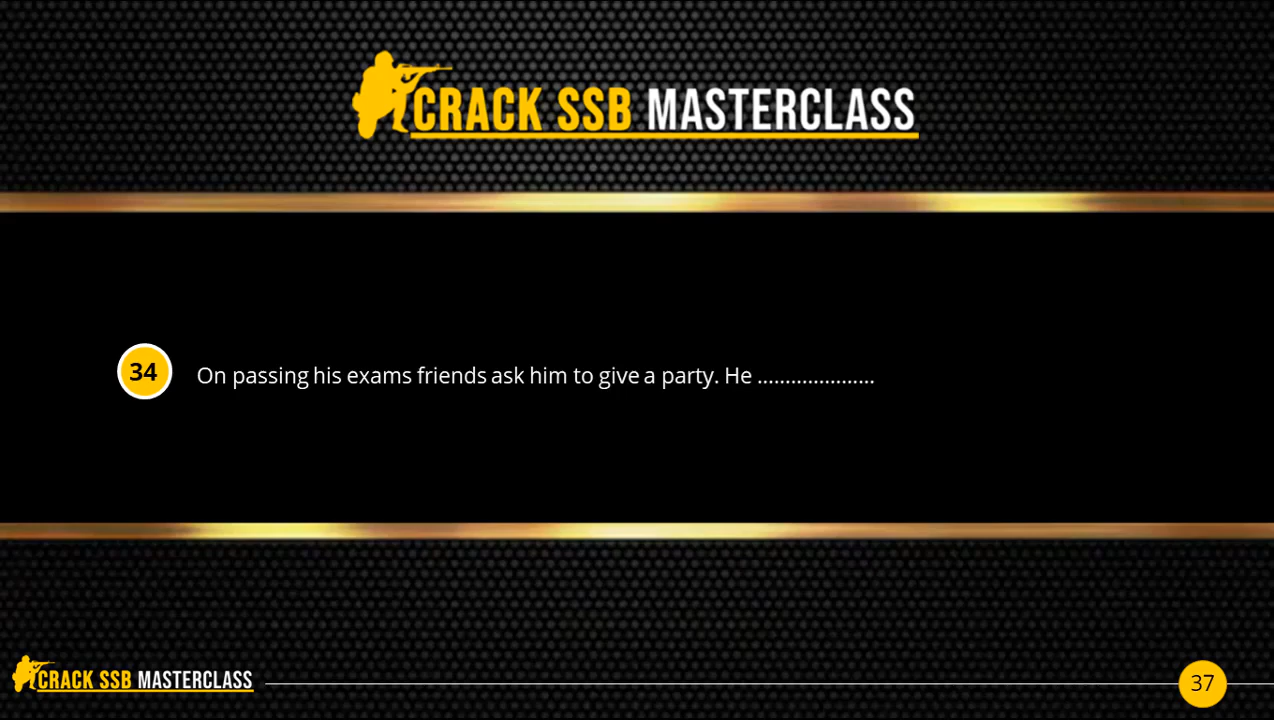 CRACK SSB MASTERCLASS
34 On passing his exams friends ask him to give a party. He .....................
CRACK SSB MASTERCLASS
37